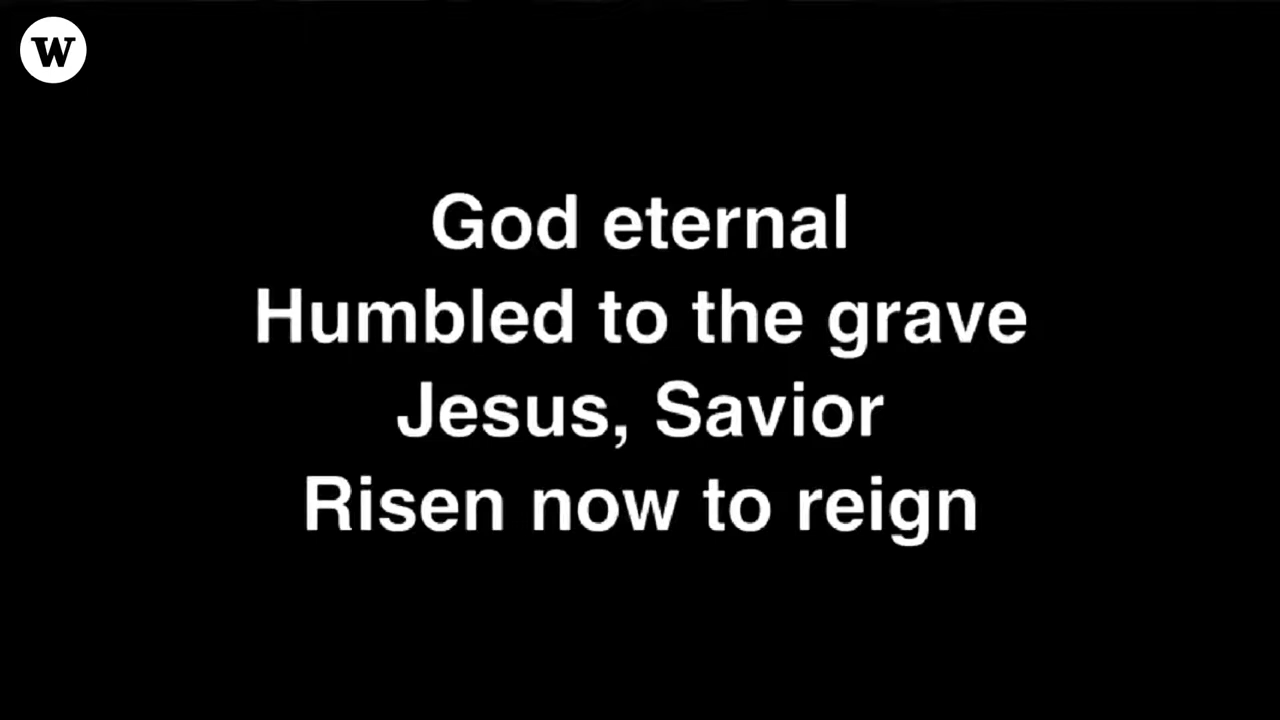 W
God eternal
Humbled to the grave
Jesus, Savior
Risen now to reign